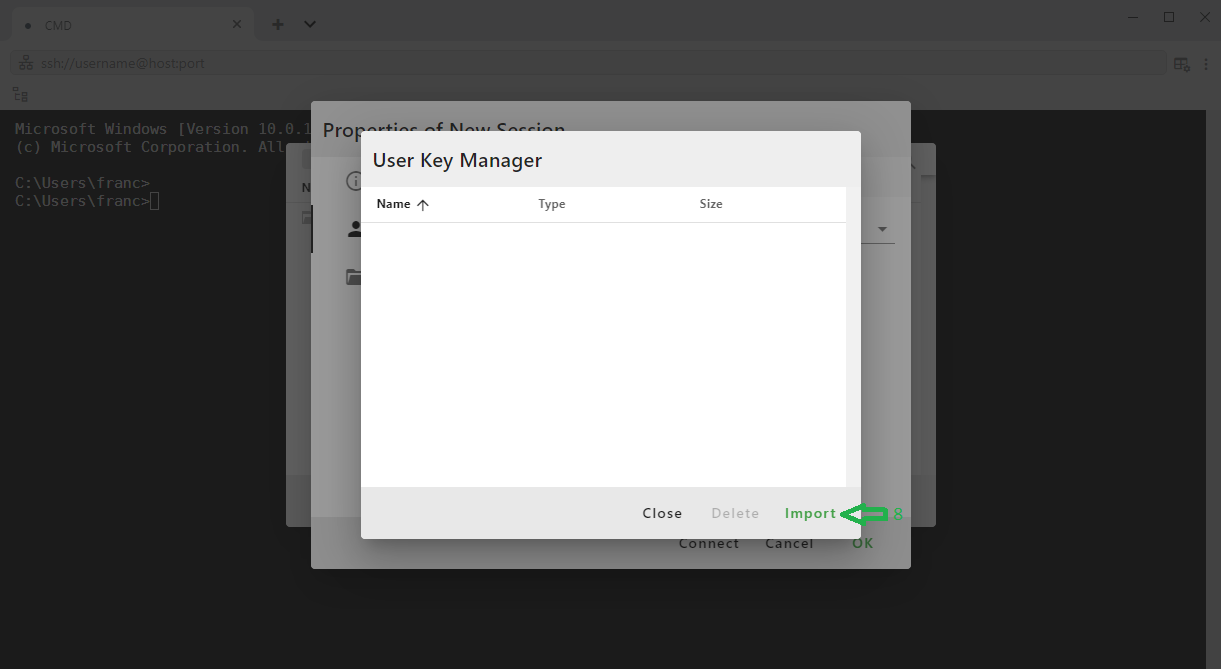 CMD
ssh://username@host:port
Microsoft Windows [Version 10.0.1
(c) Microsoft Corporation. All
C:\Users\franc>
C:\Users\franc>
Properties of New Session
User Key Manager
N
Name Type Size
Close Delete Import 8
Connect Cancel OK